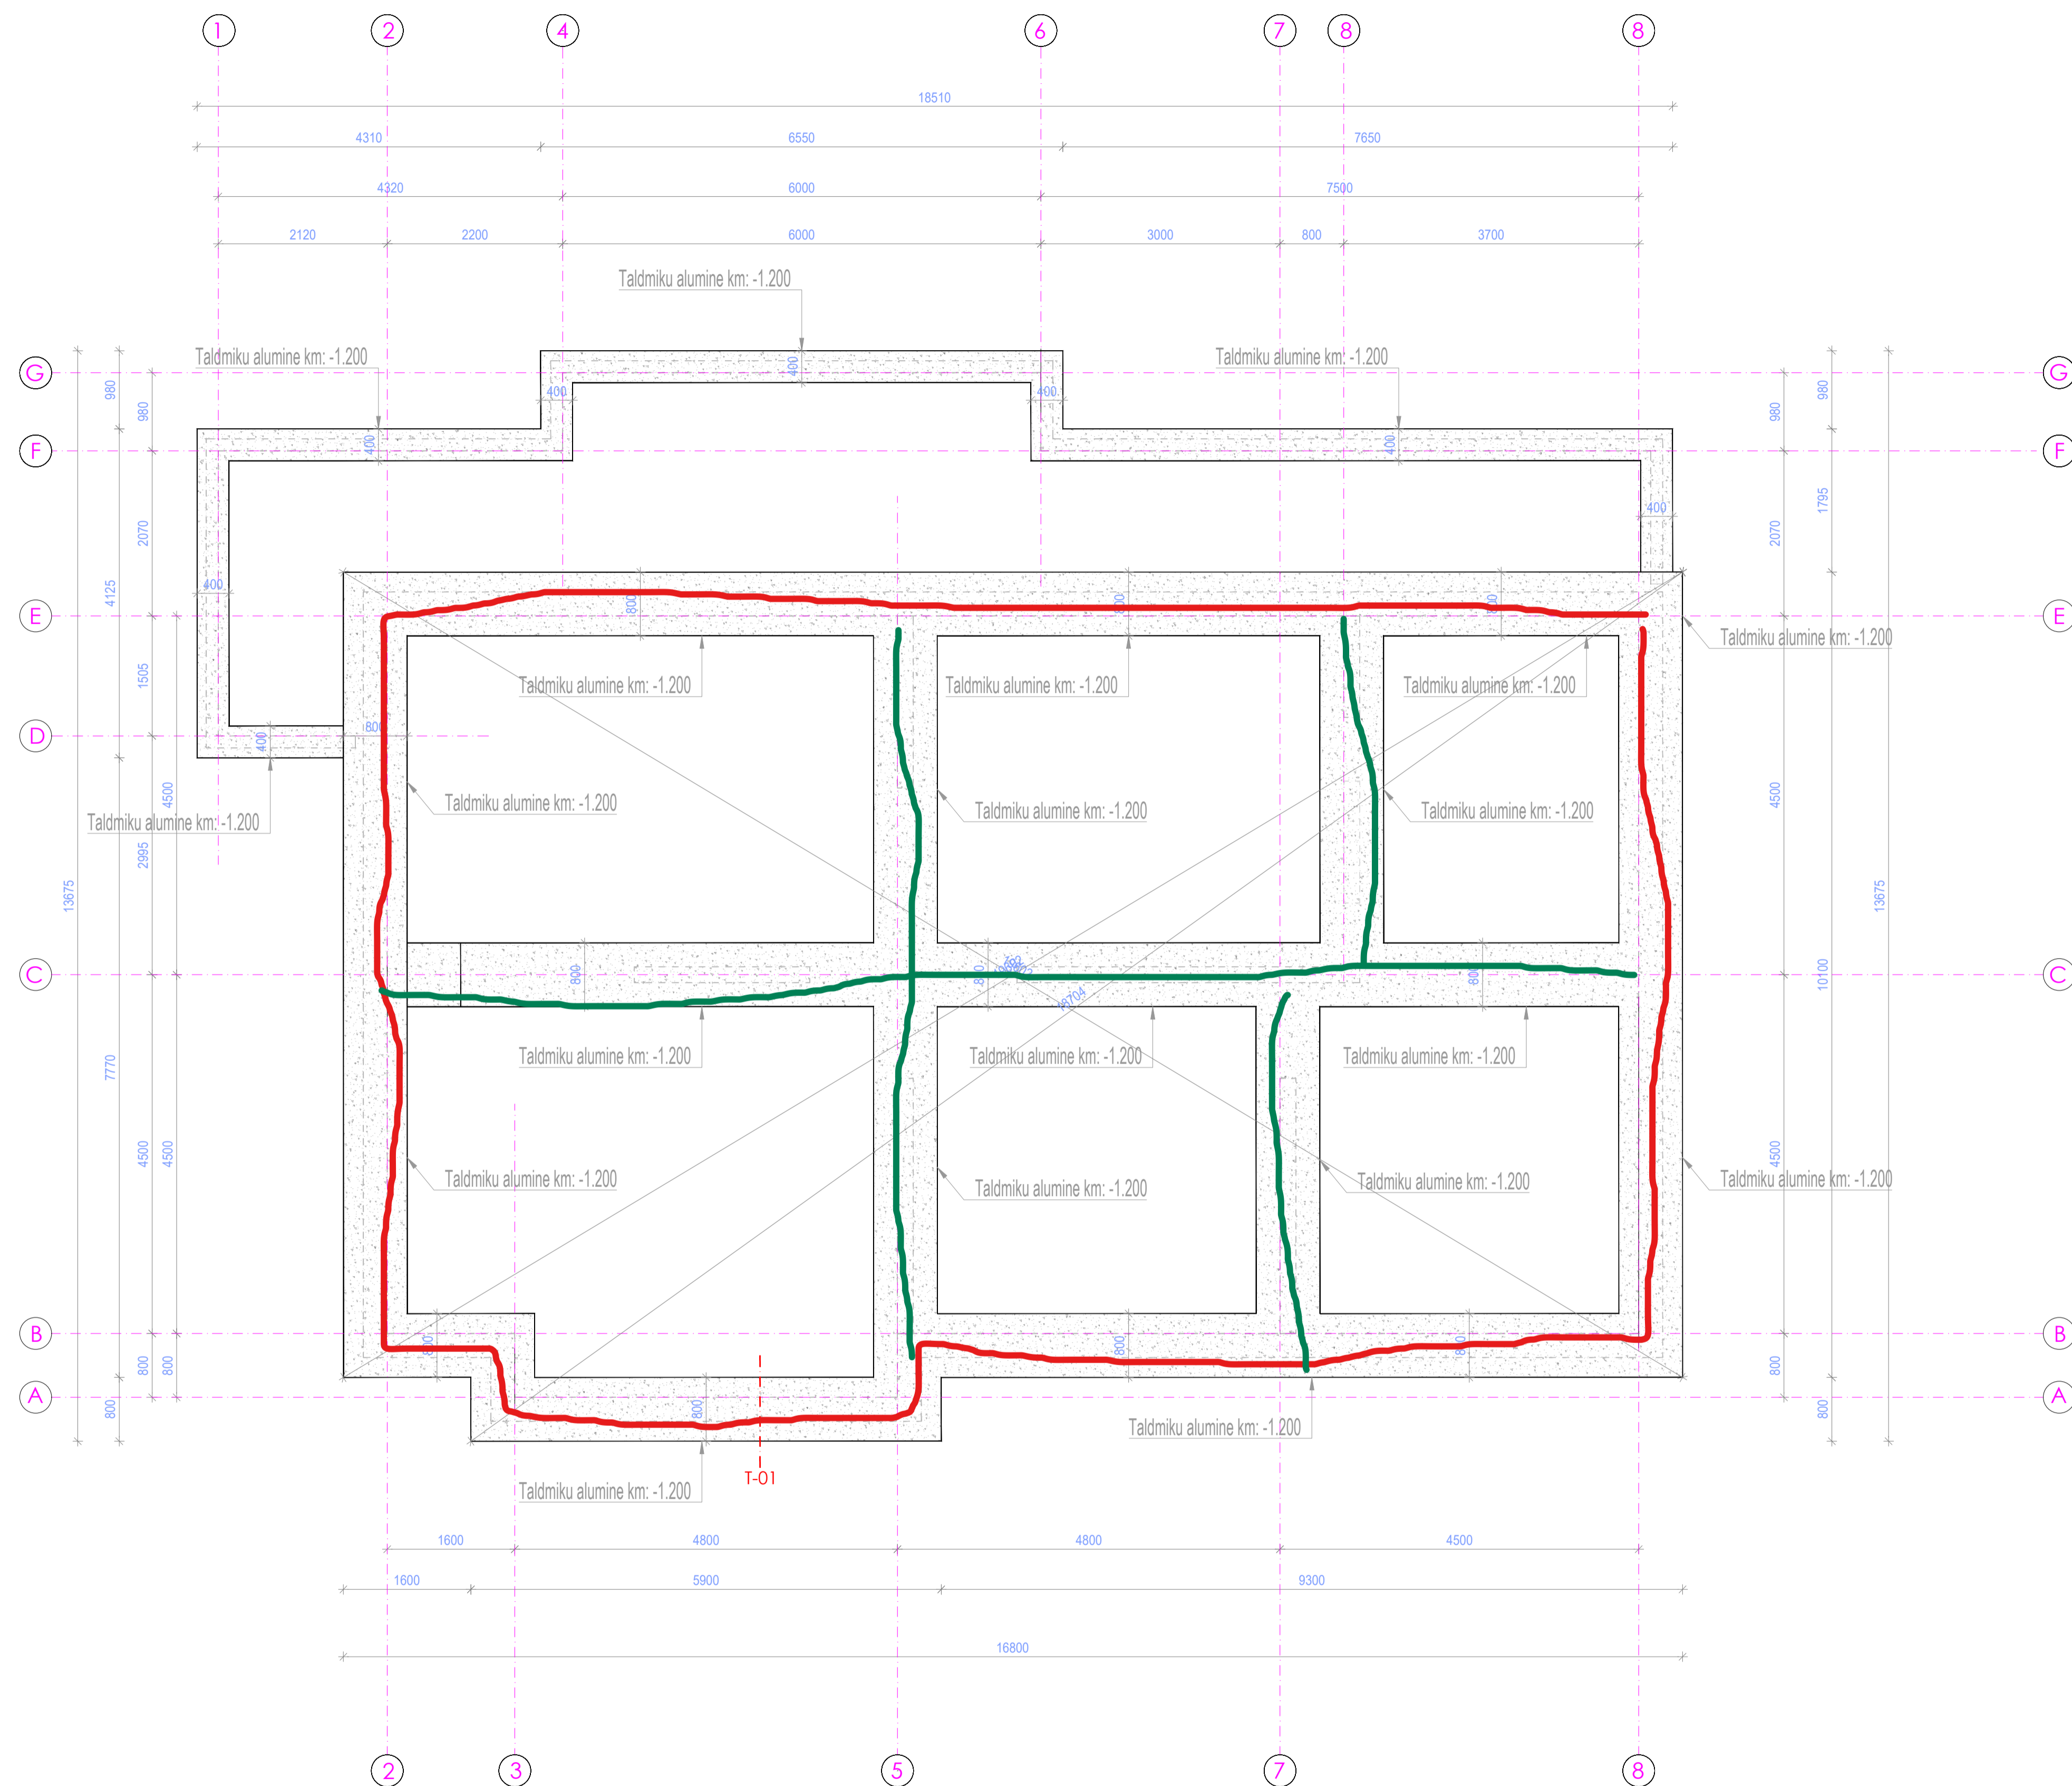 1 2 4 6 7 8 8
18510
4310 6550 7650
4320 6000 7500
2120 2200 6000 3000 800 3700
Taldmiku alumine km: -1.200
Taldmiku alumine km: -1.200
Taldmiku alumine km: -1.200
G 980 980 400 980 980 G
400 400
F 400 400 F
2070 1795 2070
400
4125 400
E 800 800 800 E
Taldmiku alumine km: -1.200
1505
Taldmiku alumine km: -1.200
Taldmiku alumine km: -1.200
Taldmiku alumine km: -1.200
D 400 800
4500 4500
Taldmiku alumine km: -1.200
Taldmiku alumine km: -1.200
Taldmiku alumine km: -1.200
Taldmiku alumine km: -1.200
2995
13675 13675
10100
C 800 800 800 C
18704
Taldmiku alumine km: -1.200
Taldmiku alumine km: -1.200
Taldmiku alumine km: -1.200
7770
4500 4500 4500
Taldmiku alumine km: -1.200
Taldmiku alumine km: -1.200
Taldmiku alumine km: -1.200
Taldmiku alumine km: -1.200
B 800 800 800 B
800 800 800
A 800 800 800 A
Taldmiku alumine km: -1.200
T-01
Taldmiku alumine km: -1.200
1600 4800 4800 4500
1600 5900 9300
16800
2 3 5 7 8